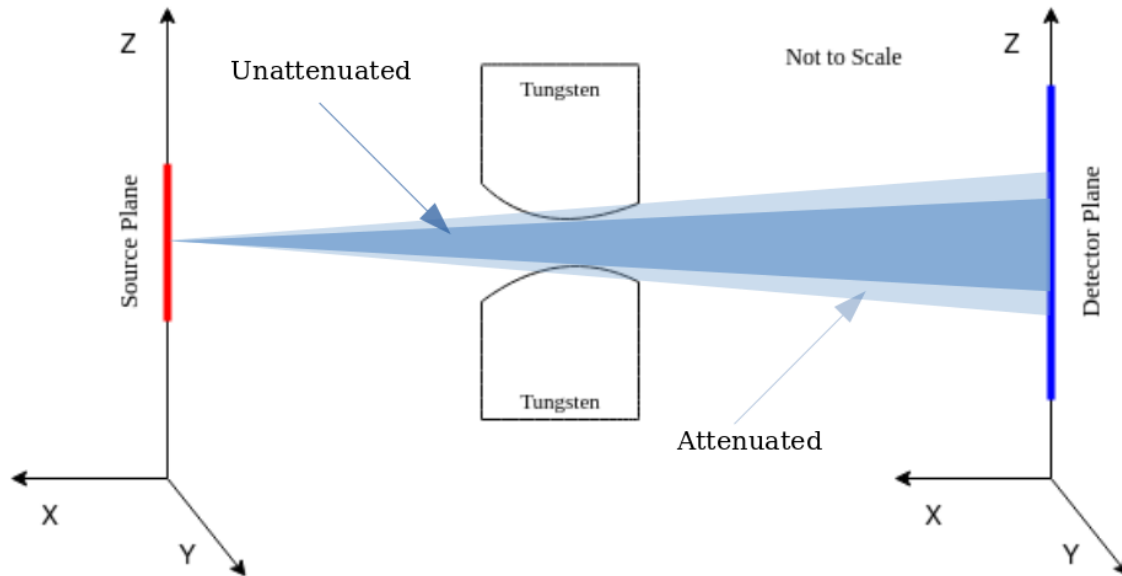 Z
Unattenuated
Tungsten
Not to Scale
Z
Source Plane
Detector Plane
Tungsten
Attenuated
X
Y
X
Y